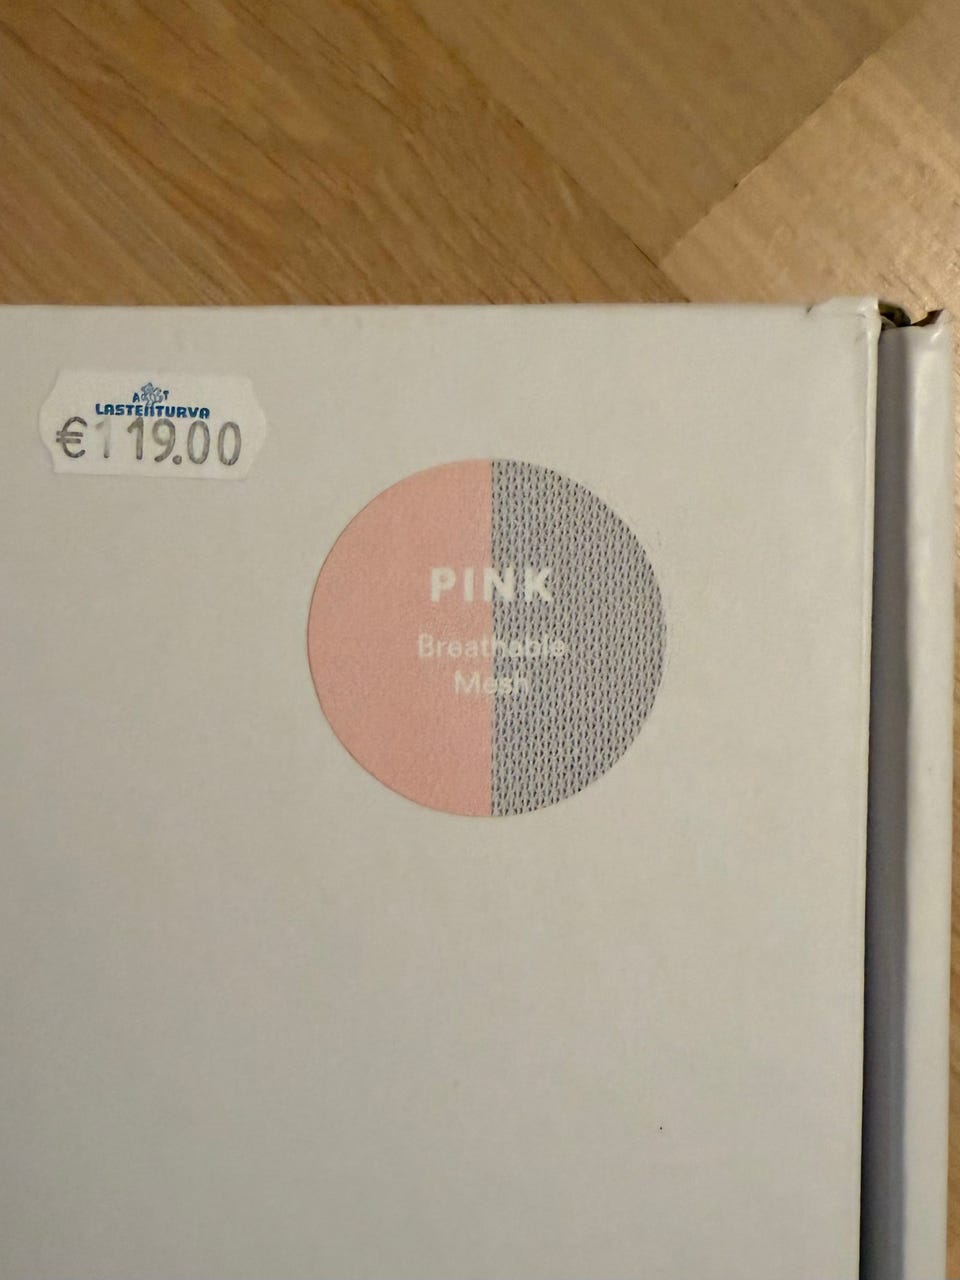 A T
LASTENTURVA
€119.00
PINK
Breathable
Mesh